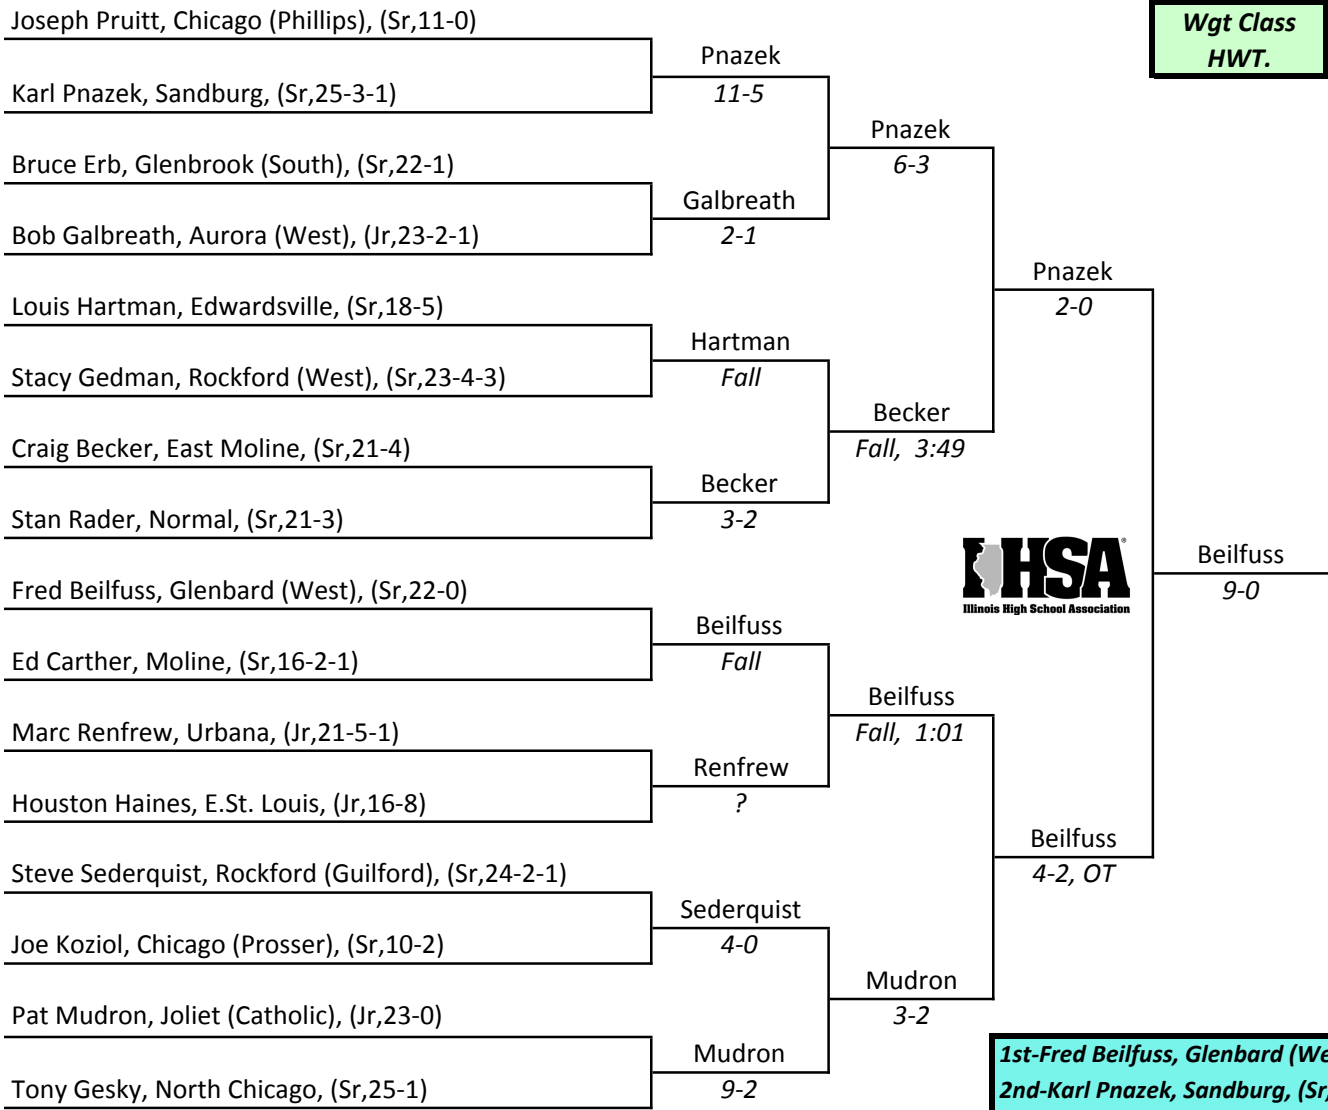 Joseph Pruitt, Chicago (Phillips), (Sr,11-0)
Wgt Class
HWT.
Pnazek
11-5
Karl Pnazek, Sandburg, (Sr,25-3-1)
Pnazek
6-3
Bruce Erb, Glenbrook (South), (Sr,22-1)
Galbreath
2-1
Bob Galbreath, Aurora (West), (Jr,23-2-1)
Pnazek
2-0
Louis Hartman, Edwardsville, (Sr,18-5)
Hartman
Fall
Stacy Gedman, Rockford (West), (Sr,23-4-3)
Becker
Fall, 3:49
Craig Becker, East Moline, (Sr,21-4)
Becker
3-2
Stan Rader, Normal, (Sr,21-3)
IHSA
Illinois High School Association
Beilfuss
9-0
Fred Beilfuss, Glenbard (West), (Sr,22-0)
Beilfuss
Fall
Ed Carther, Moline, (Sr,16-2-1)
Beilfuss
Fall, 1:01
Marc Renfrew, Urbana, (Jr,21-5-1)
Renfrew
?
Houston Haines, E.St. Louis, (Jr,16-8)
Beilfuss
4-2, OT
Steve Sederquist, Rockford (Guilford), (Sr,24-2-1)
Sederquist
4-0
Joe Koziol, Chicago (Prosser), (Sr,10-2)
Mudron
3-2
Pat Mudron, Joliet (Catholic), (Jr,23-0)
Mudron
9-2
Tony Gesky, North Chicago, (Sr,25-1)
1st-Fred Beilfuss, Glenbard (We
2nd-Karl Pnazek, Sandburg, (Sr,